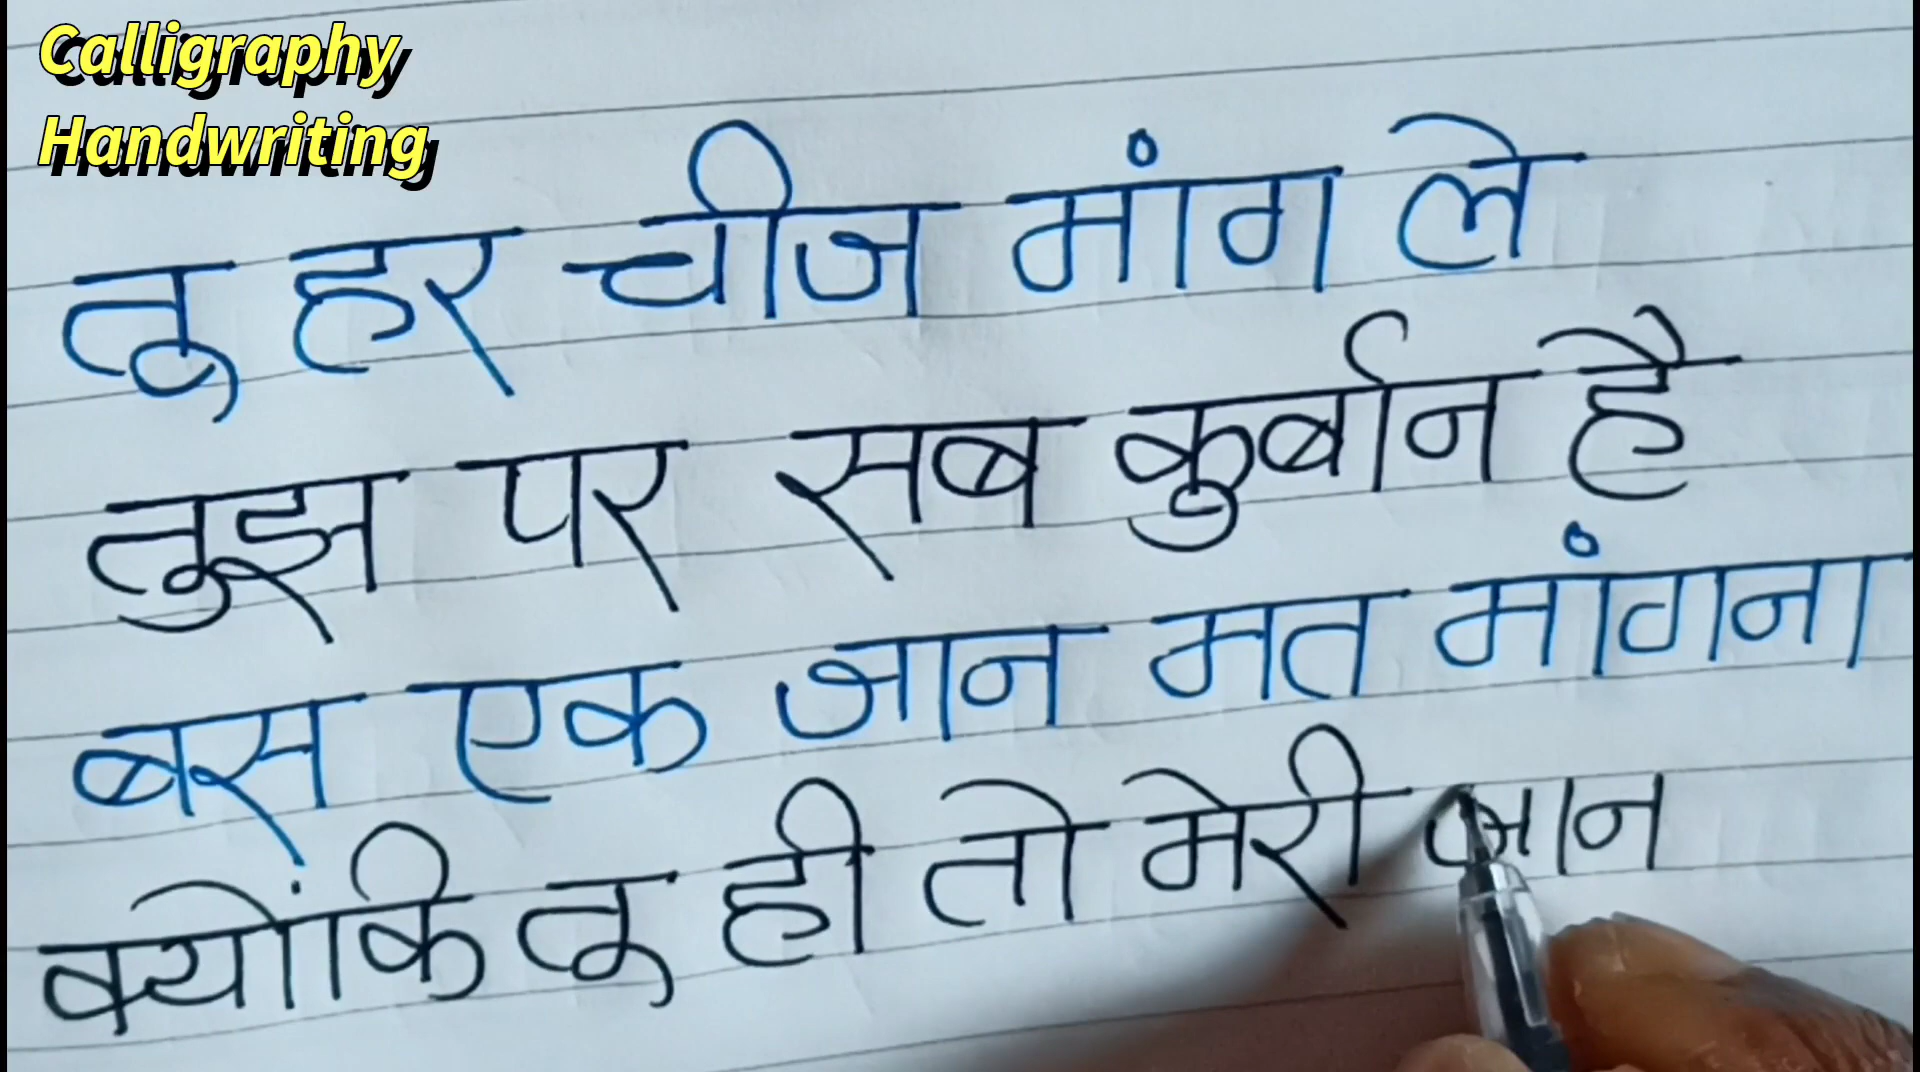 Calligraphy
Handwriting
तू हर चीज मांग ले
तुझ पर सब कुर्बान है
बस एक जान मत मांगना
क्योंकि तू ही तो मेरी जान